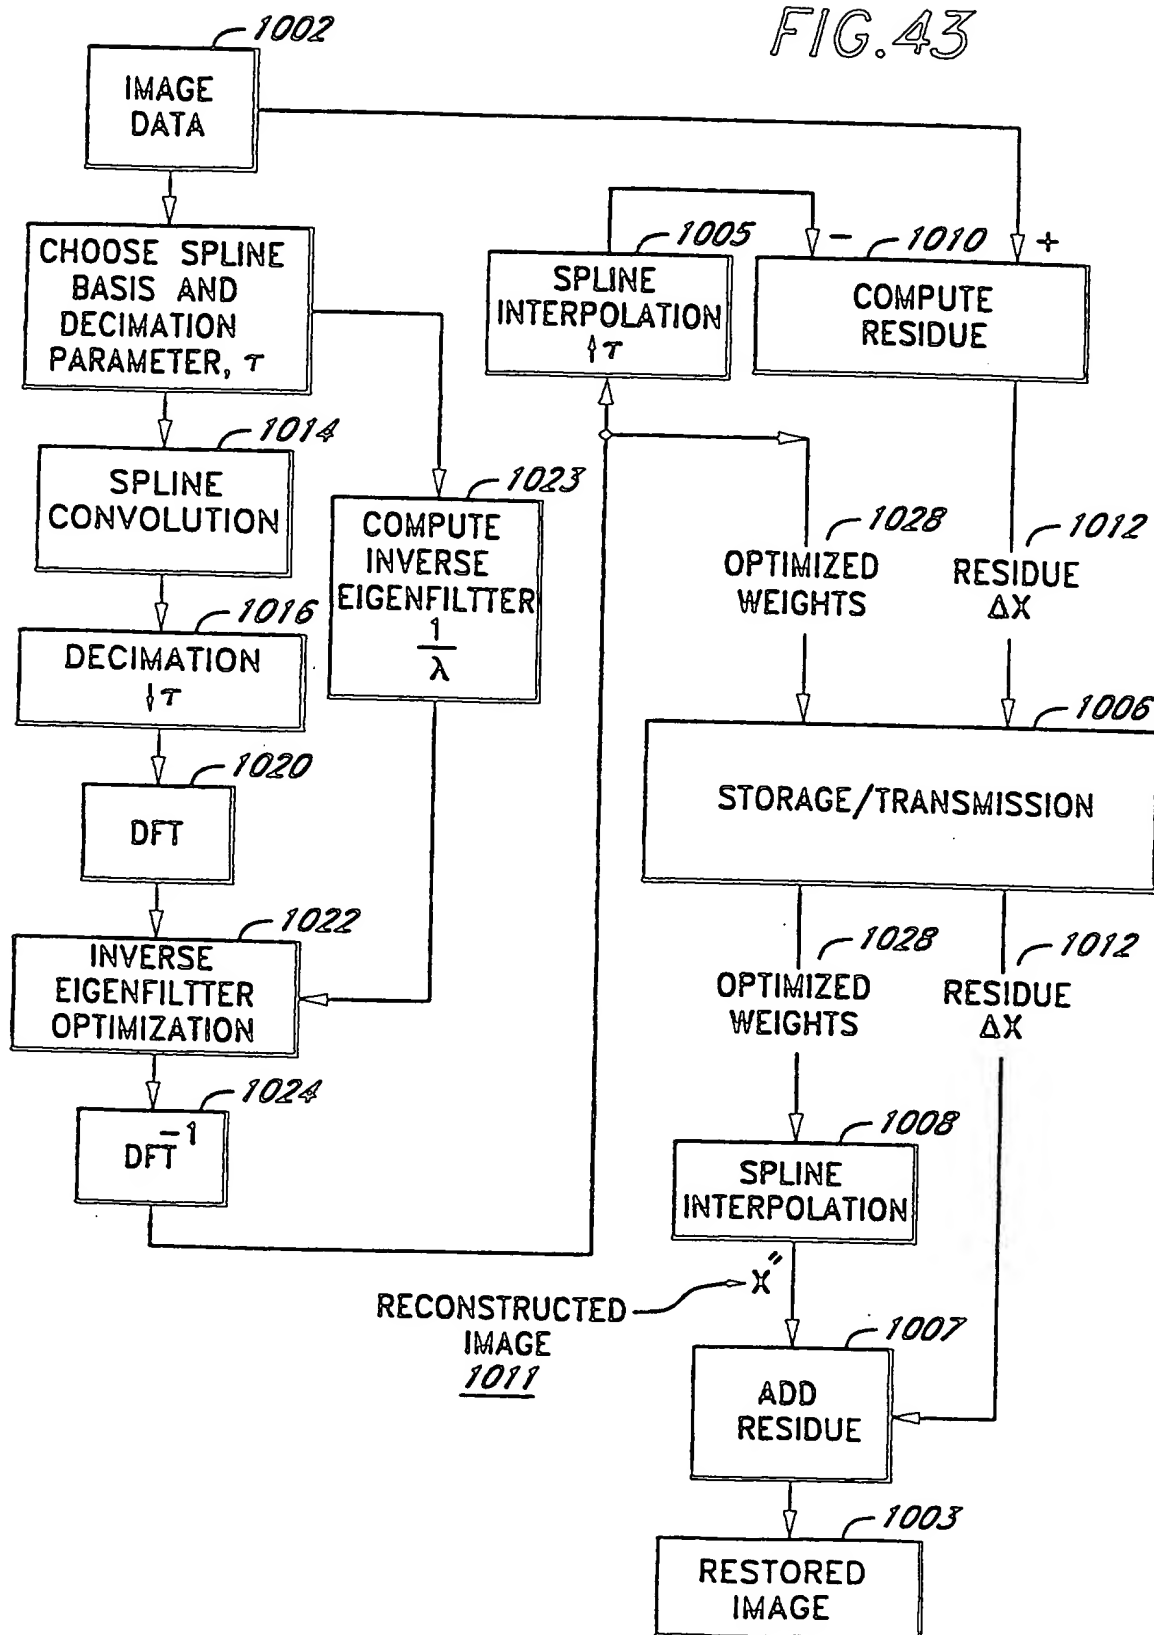 FIG.43
1002
IMAGE
DATA
CHOOSE SPLINE
BASIS AND
DECIMATION
PARAMETER, τ
1005
SPLINE
INTERPOLATION
↑τ
-
1010
+
COMPUTE
RESIDUE
1014
SPLINE
CONVOLUTION
1023
COMPUTE
INVERSE
EIGENFILTTER
1
λ
1028
OPTIMIZED
WEIGHTS
1012
RESIDUE
ΔX
1016
DECIMATION
↓τ
1006
STORAGE/TRANSMISSION
1020
DFT
1022
INVERSE
EIGENFILTTER
OPTIMIZATION
1028
OPTIMIZED
WEIGHTS
1012
RESIDUE
ΔX
1024
DFT-1
1008
SPLINE
INTERPOLATION
X"
RECONSTRUCTED
IMAGE
1011
1007
ADD
RESIDUE
1003
RESTORED
IMAGE